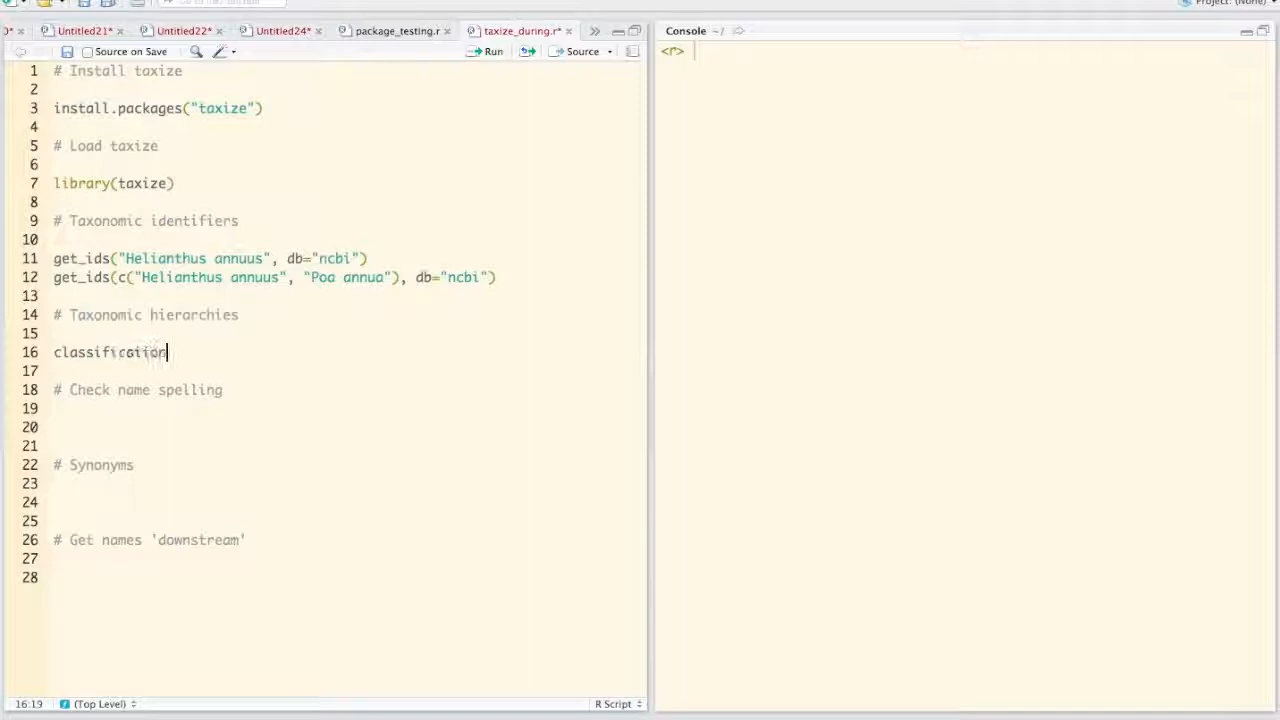 Project: (None)
Untitled21* Untitled22* Untitled24* package_testing.r taxize_during.r*
Source on Save Run Source
1 # Install taxize
2
3 install.packages("taxize")
4
5 # Load taxize
6
7 library(taxize)
8
9 # Taxonomic identifiers
10
11 get_ids("Helianthus annuus", db="ncbi")
12 get_ids(c("Helianthus annuus", "Poa annua"), db="ncbi")
13
14 # Taxonomic hierarchies
15
16 classification
17
18 # Check name spelling
19
20
21
22 # Synonyms
23
24
25
26 # Get names 'downstream'
27
28
16:19 (Top Level) R Script
Console ~/
<r>